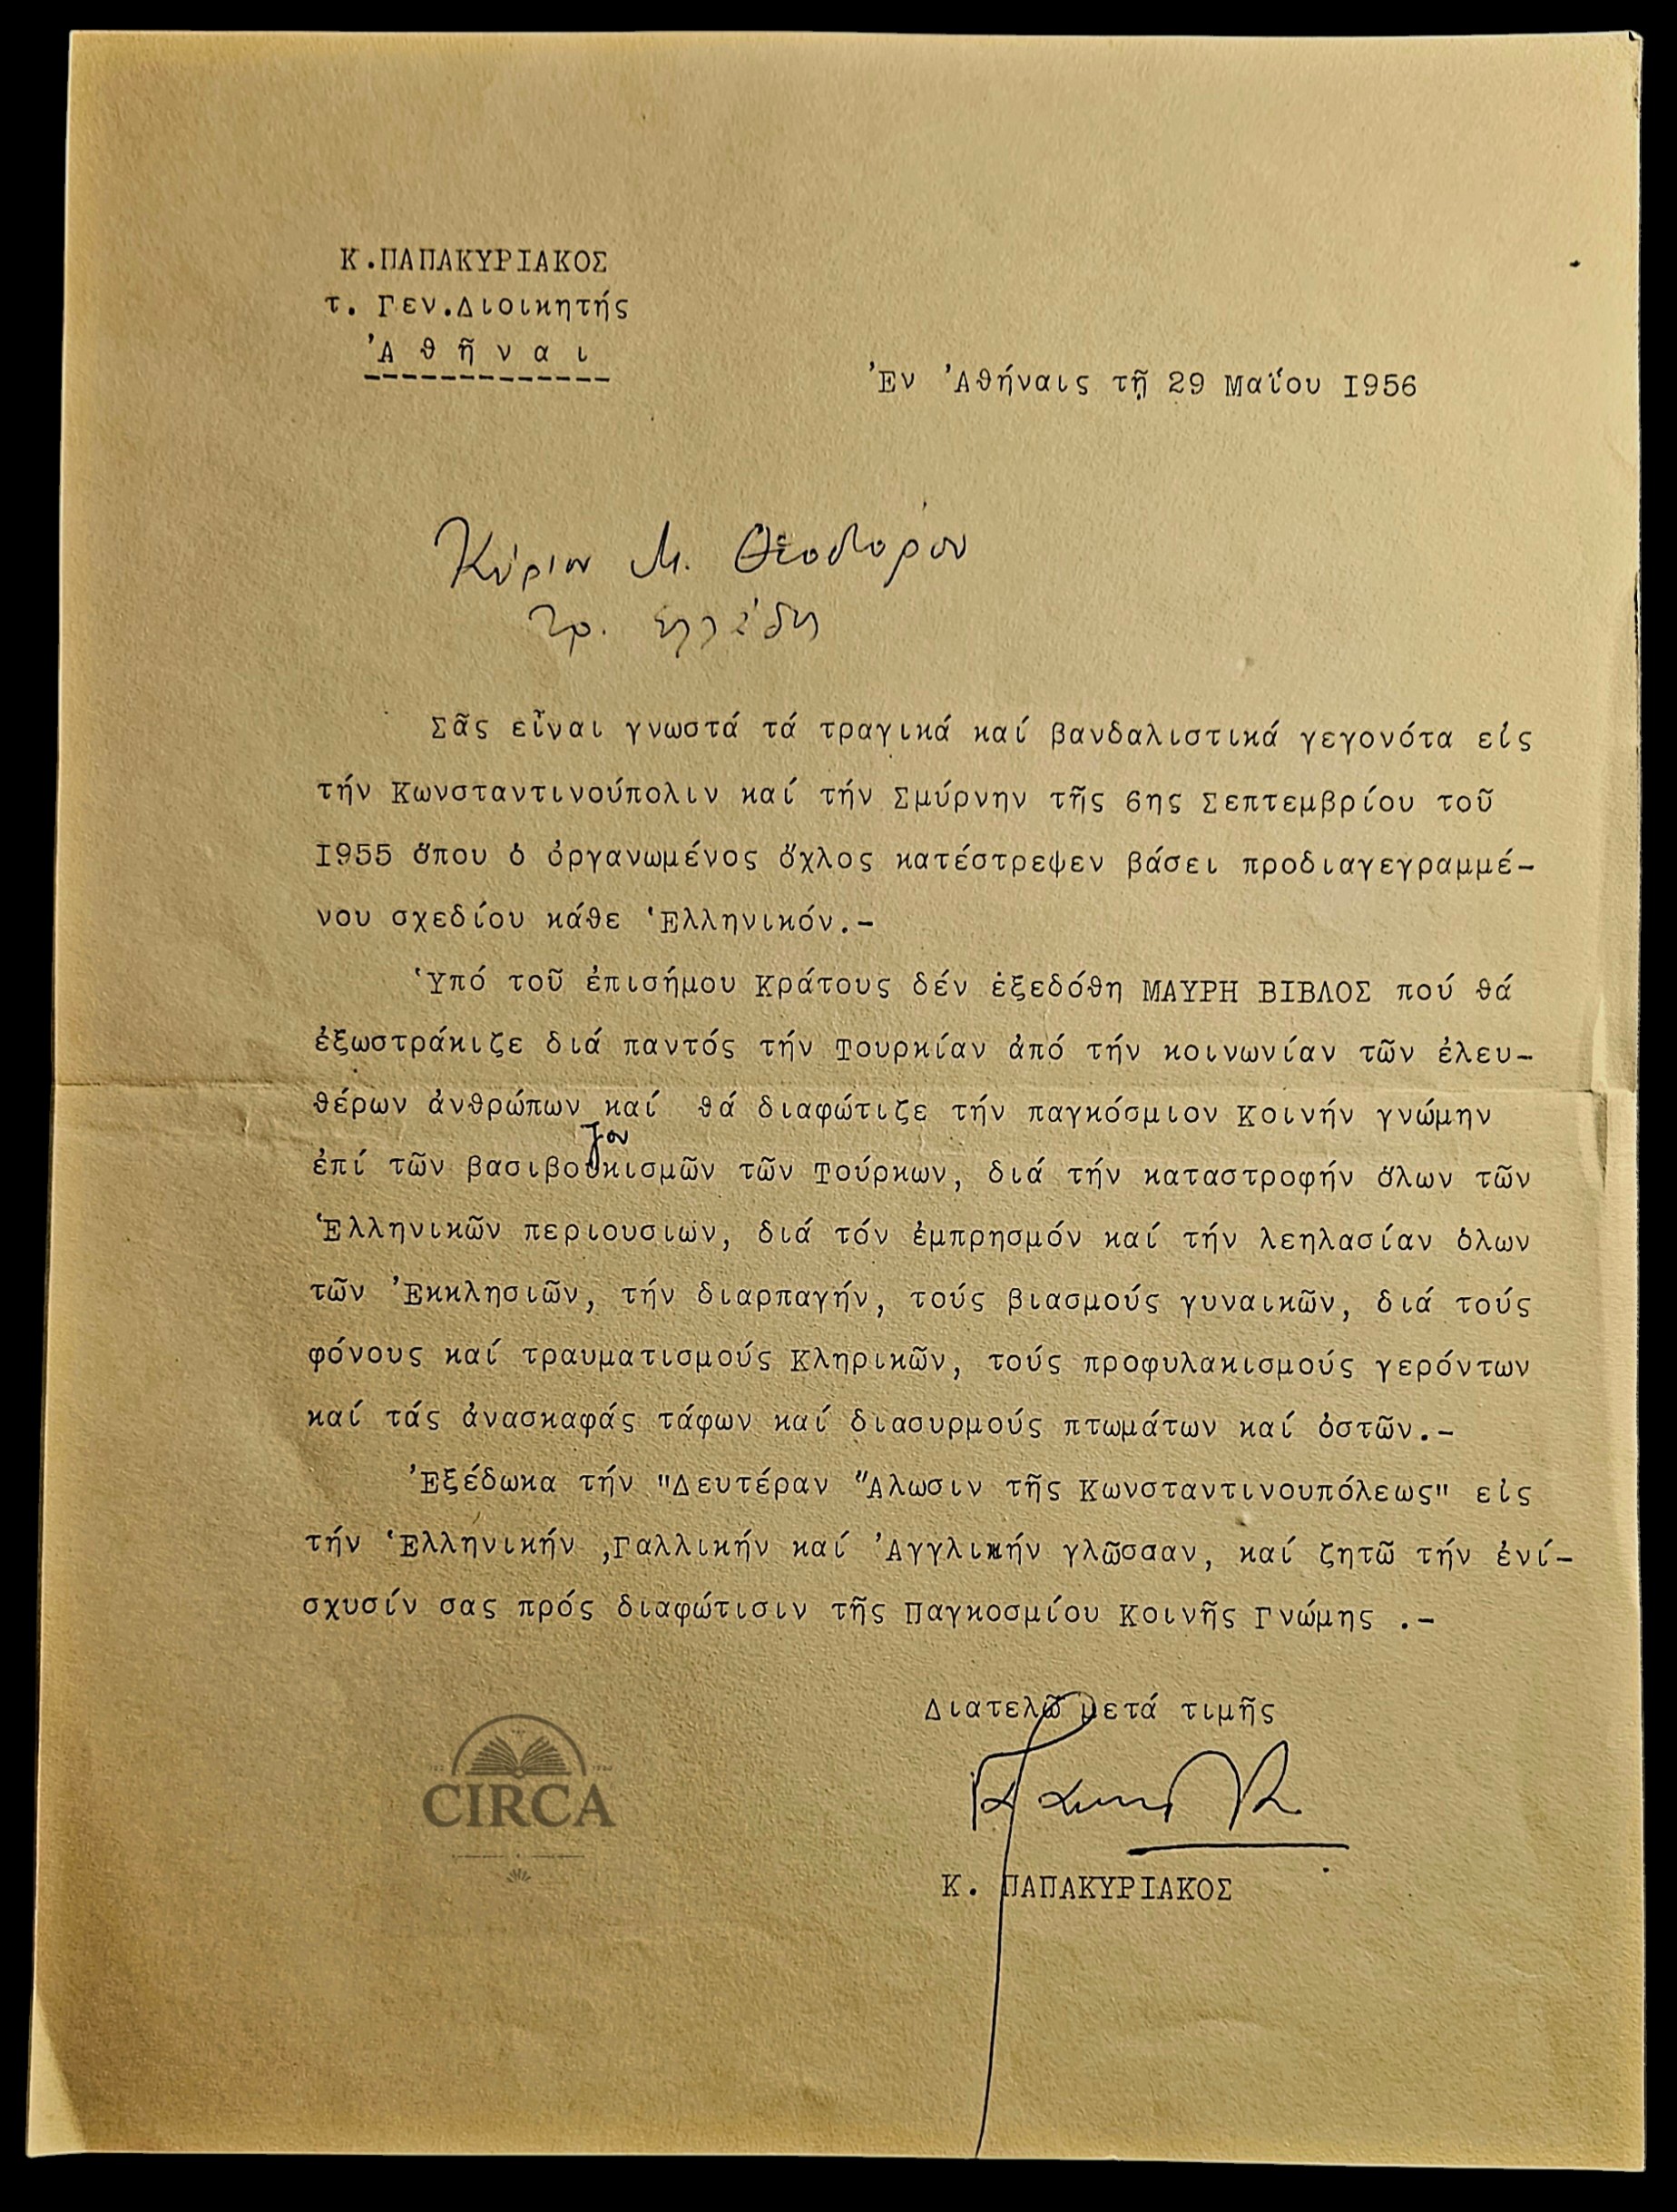 Κ.ΠΑΠΑΚΥΡΙΑΚΟΣ
τ. Γεν.Διοικητής
Ἀ θ ῆ ν α ι
Ἐν Ἀθήναις τῇ 29 Μαΐου I956
Κύριον Μ. Θεοδώρου
Σᾶς εἶναι γνωστά τά τραγικά καί βανδαλιστικά γεγονότα εἰς
τήν Κωνσταντινούπολιν καί τήν Σμύρνην τῆς 6ης Σεπτεμβρίου τοῦ
I955 ὅπου ὁ ὀργανωμένος ὄχλος κατέστρεψεν βάσει προδιαγεγραμμέ-
νου σχεδίου κάθε Ἑλληνικόν.-
Ὑπό τοῦ ἐπισήμου Κράτους δέν ἐξεδόθη ΜΑΥΡΗ ΒΙΒΛΟΣ πού θά
ἐξωστράκιζε διά παντός τήν Τουρκίαν ἀπό τήν κοινωνίαν τῶν ἐλευ-
θέρων ἀνθρώπων καί θά διαφώτιζε τήν παγκόσμιον Κοινήν γνώμην
ζου
ἐπί τῶν βασιβουκισμῶν τῶν Τούρκων, διά τήν καταστροφήν ὅλων τῶν
Ἑλληνικῶν περιουσιων, διά τόν ἐμπρησμόν καί τήν λεηλασίαν ὁλων
τῶν Ἐκκλησιῶν, τήν διαρπαγήν, τούς βιασμούς γυναικῶν, διά τούς
φόνους καί τραυματισμούς Κληρικῶν, τούς προφυλακισμούς γερόντων
καί τάς ἀνασκαφάς τάφων καί διασυρμούς πτωμάτων καί ὀστῶν.-
Ἐξέδωκα τήν "Δευτέραν Ἅλωσιν τῆς Κωνσταντινουπόλεως" εἰς
τήν Ἑλληνικήν ,Γαλλικήν καί Ἀγγλικήν γλῶσσαν, καί ζητῶ τήν ἐνί-
σχυσίν σας πρός διαφώτισιν τῆς Παγκοσμίου Κοινῆς Γνώμης .-
Διατελῶ μετά τιμῆς
Κ. ΠΑΠΑΚΥΡΙΑΚΟΣ
CIRCA